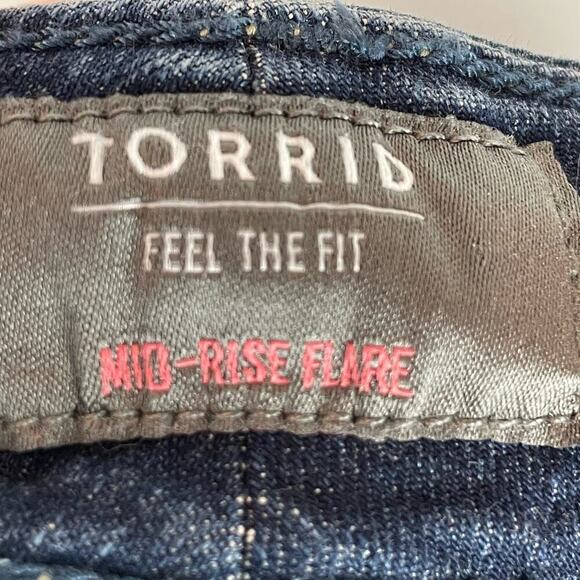 TORRID
FEEL THE FIT
MID-RISE FLARE